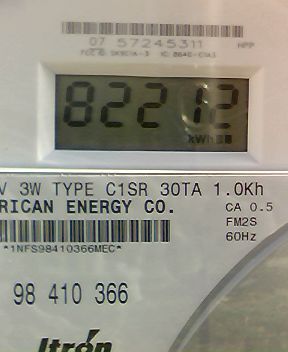 07 57245311
82212
kWh
V 3W TYPE C1SR 30TA 1.0Kh
RICAN ENERGY CO. CA 0.5
FM2S
60Hz
*1NFS98410366MEC*
98 410 366
Itrón